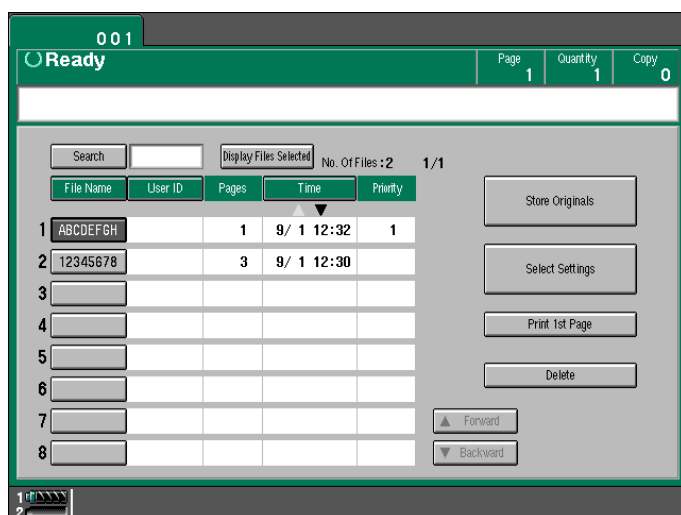 001
Ready
Page 1 Quantity 1 Copy 0
Search Display Files Selected No. Of Files : 2 1/1
File Name User ID Pages Time Priority
Store Originals
1 ABCDEFGH 1 9/ 1 12:32 1
2 12345678 3 9/ 1 12:30
Select Settings
3
4 Print 1st Page
5
Delete
6
7 Forward
8 Backward
1
2